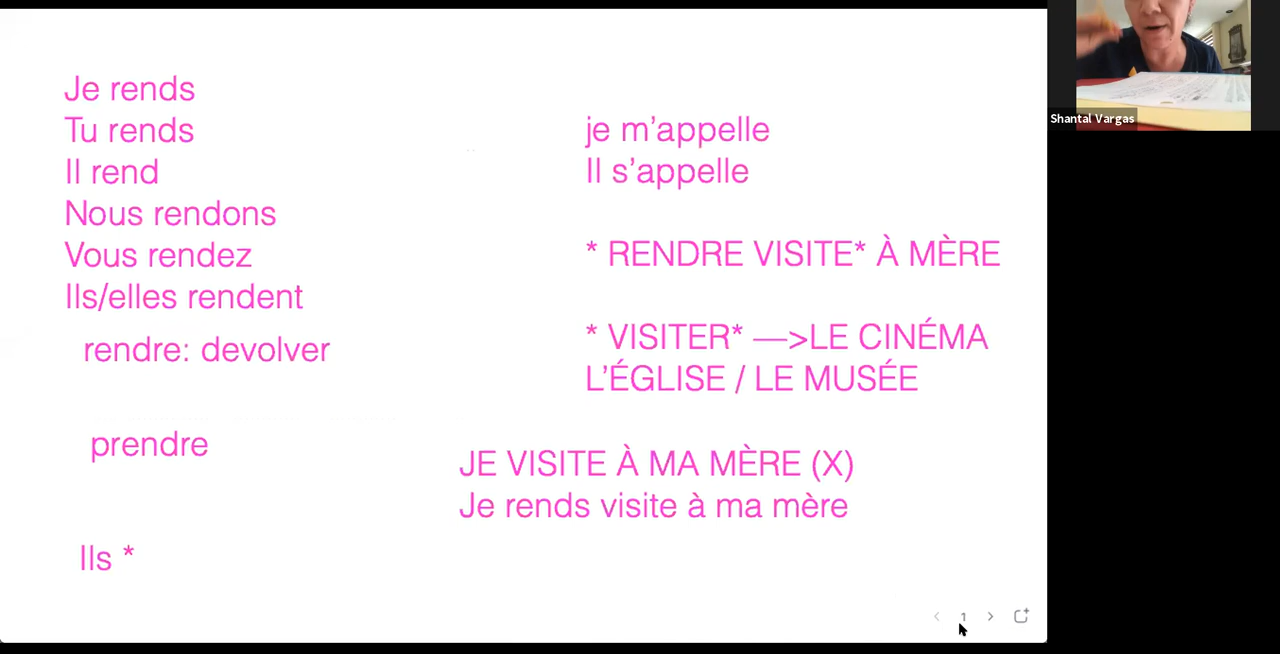 Je rends
Tu rends
Il rend
Nous rendons
Vous rendez
Ils/elles rendent
rendre: devolver
prendre
Ils *
je m’appelle
Il s’appelle
* RENDRE VISITE* À MÈRE
* VISITER* —>LE CINÉMA
L’ÉGLISE / LE MUSÉE
JE VISITE À MA MÈRE (X)
Je rends visite à ma mère
1
Shantal Vargas